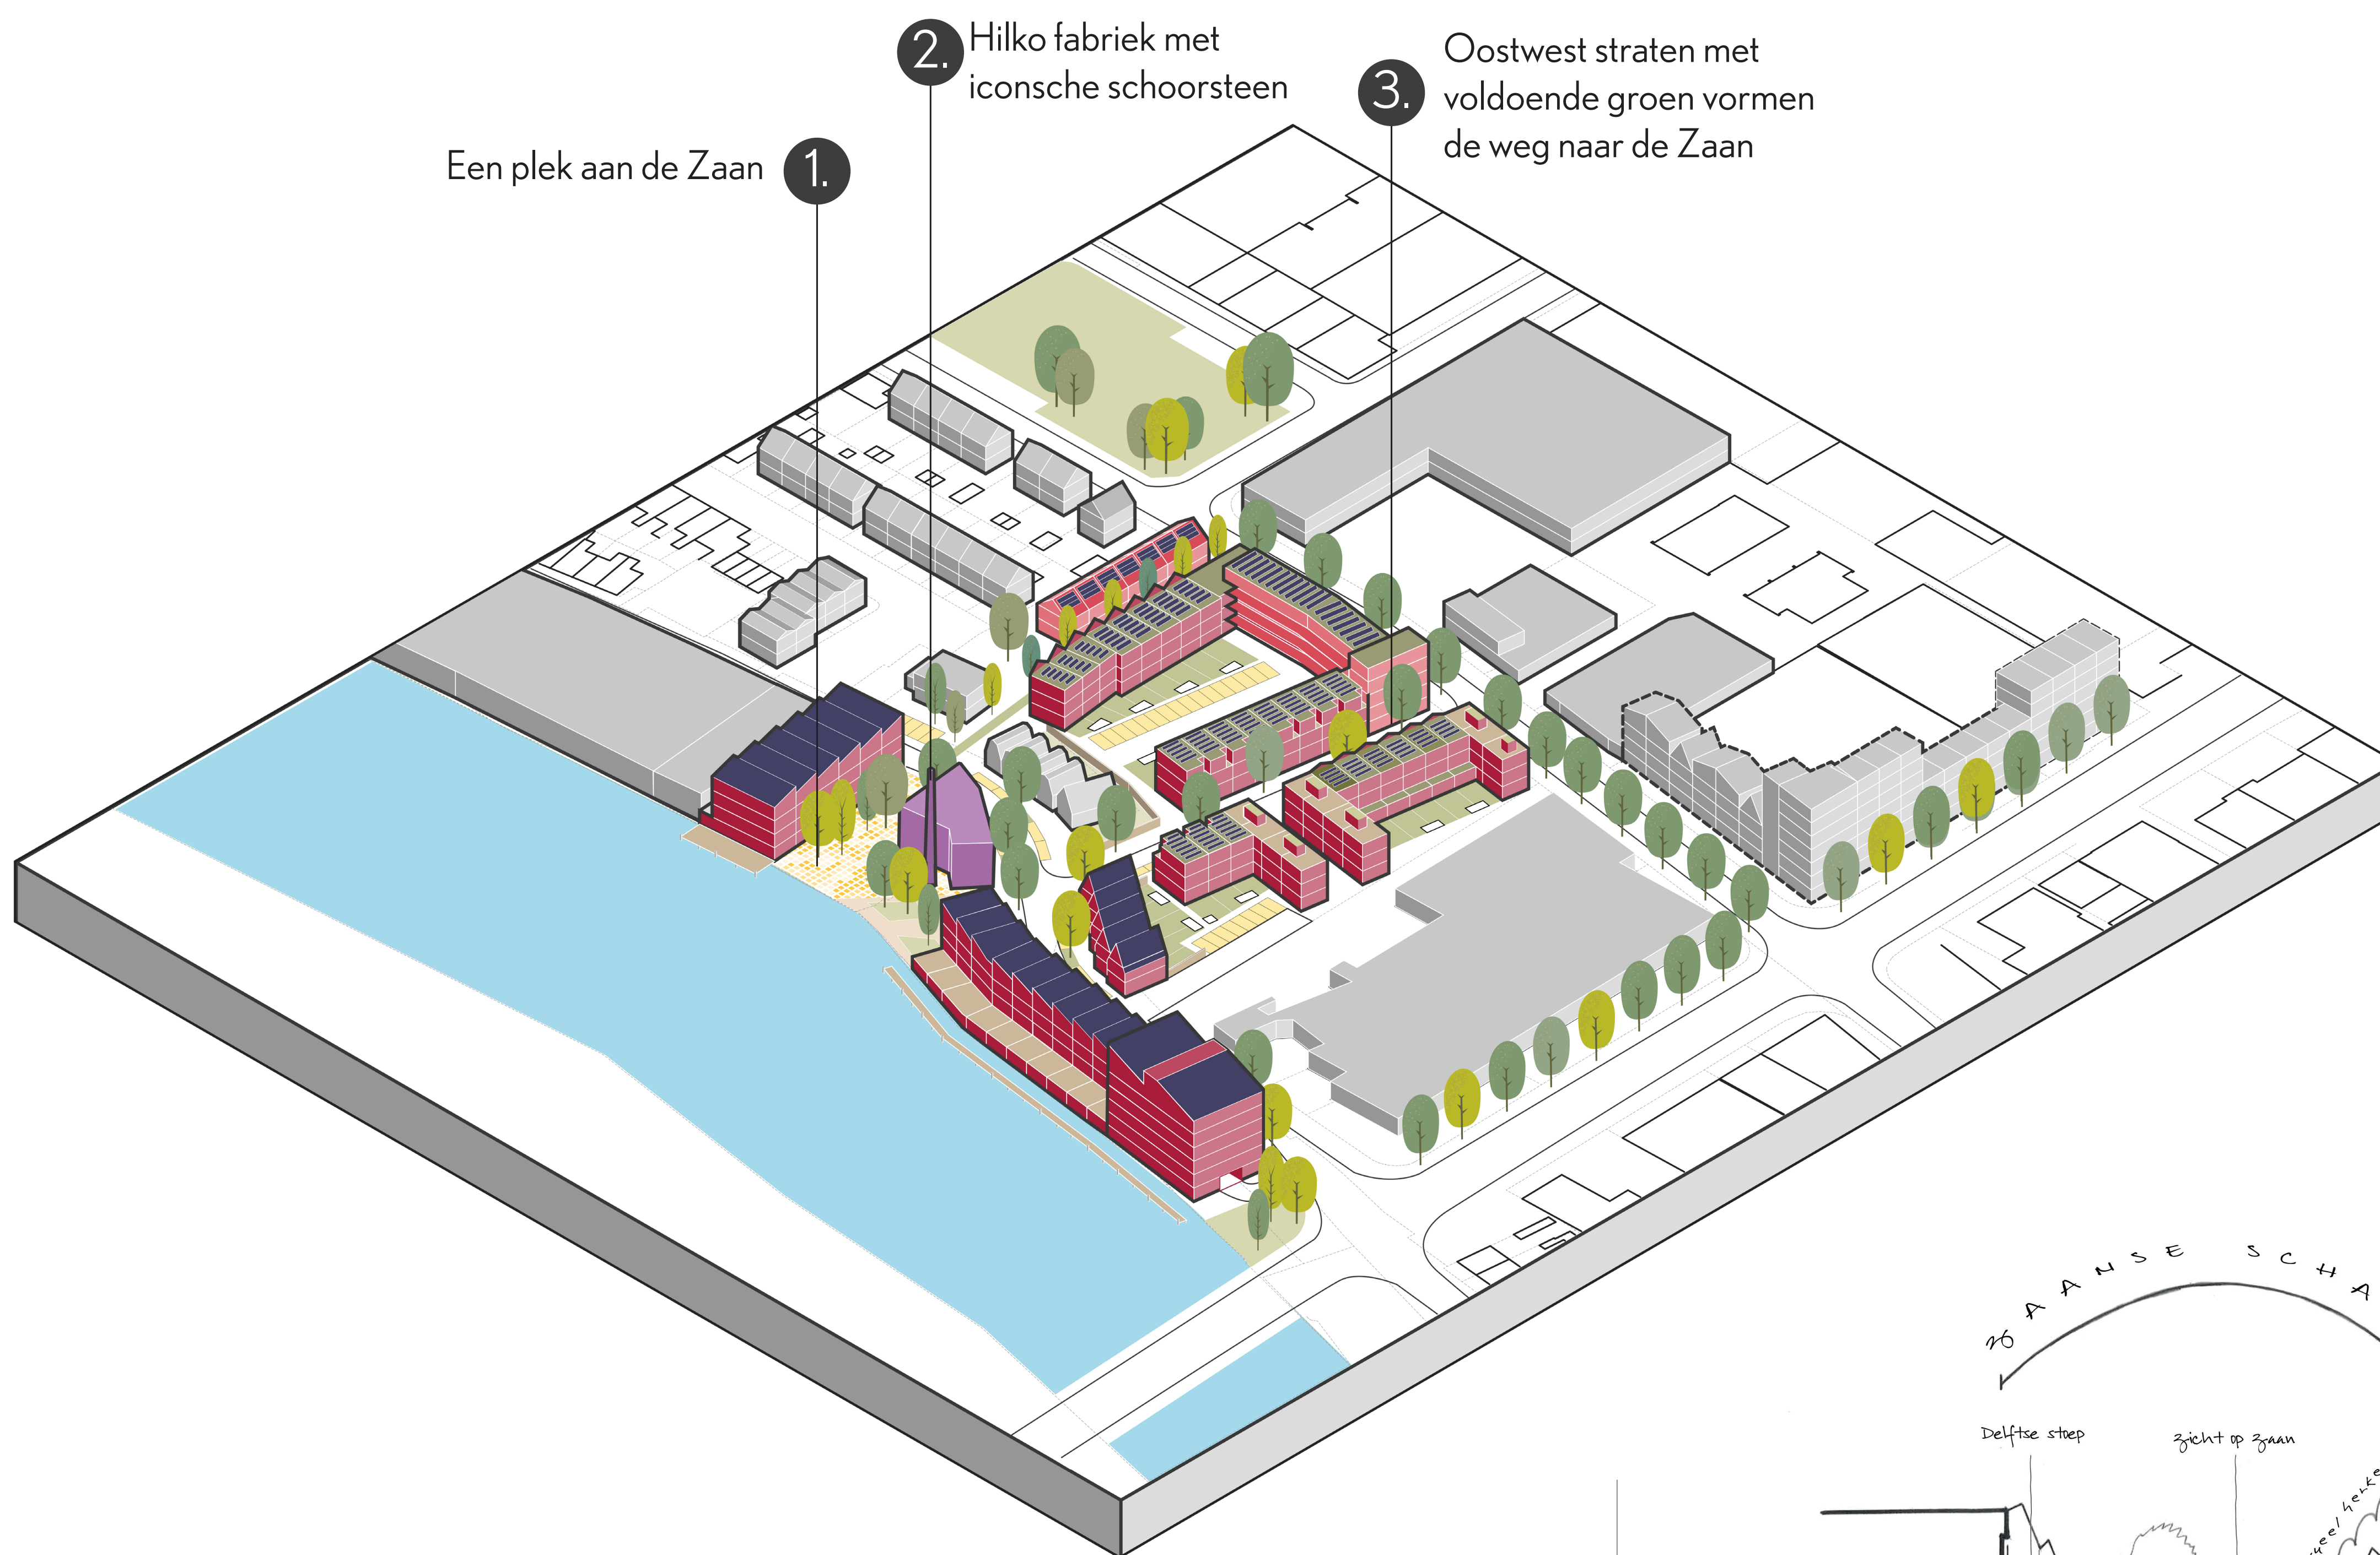 2. Hilko fabriek met
iconsche schoorsteen
3. Oostwest straten met
voldoende groen vormen
de weg naar de Zaan
Een plek aan de Zaan 1.
ZAANSE SCHA
Delftse stoep
zicht op zaan